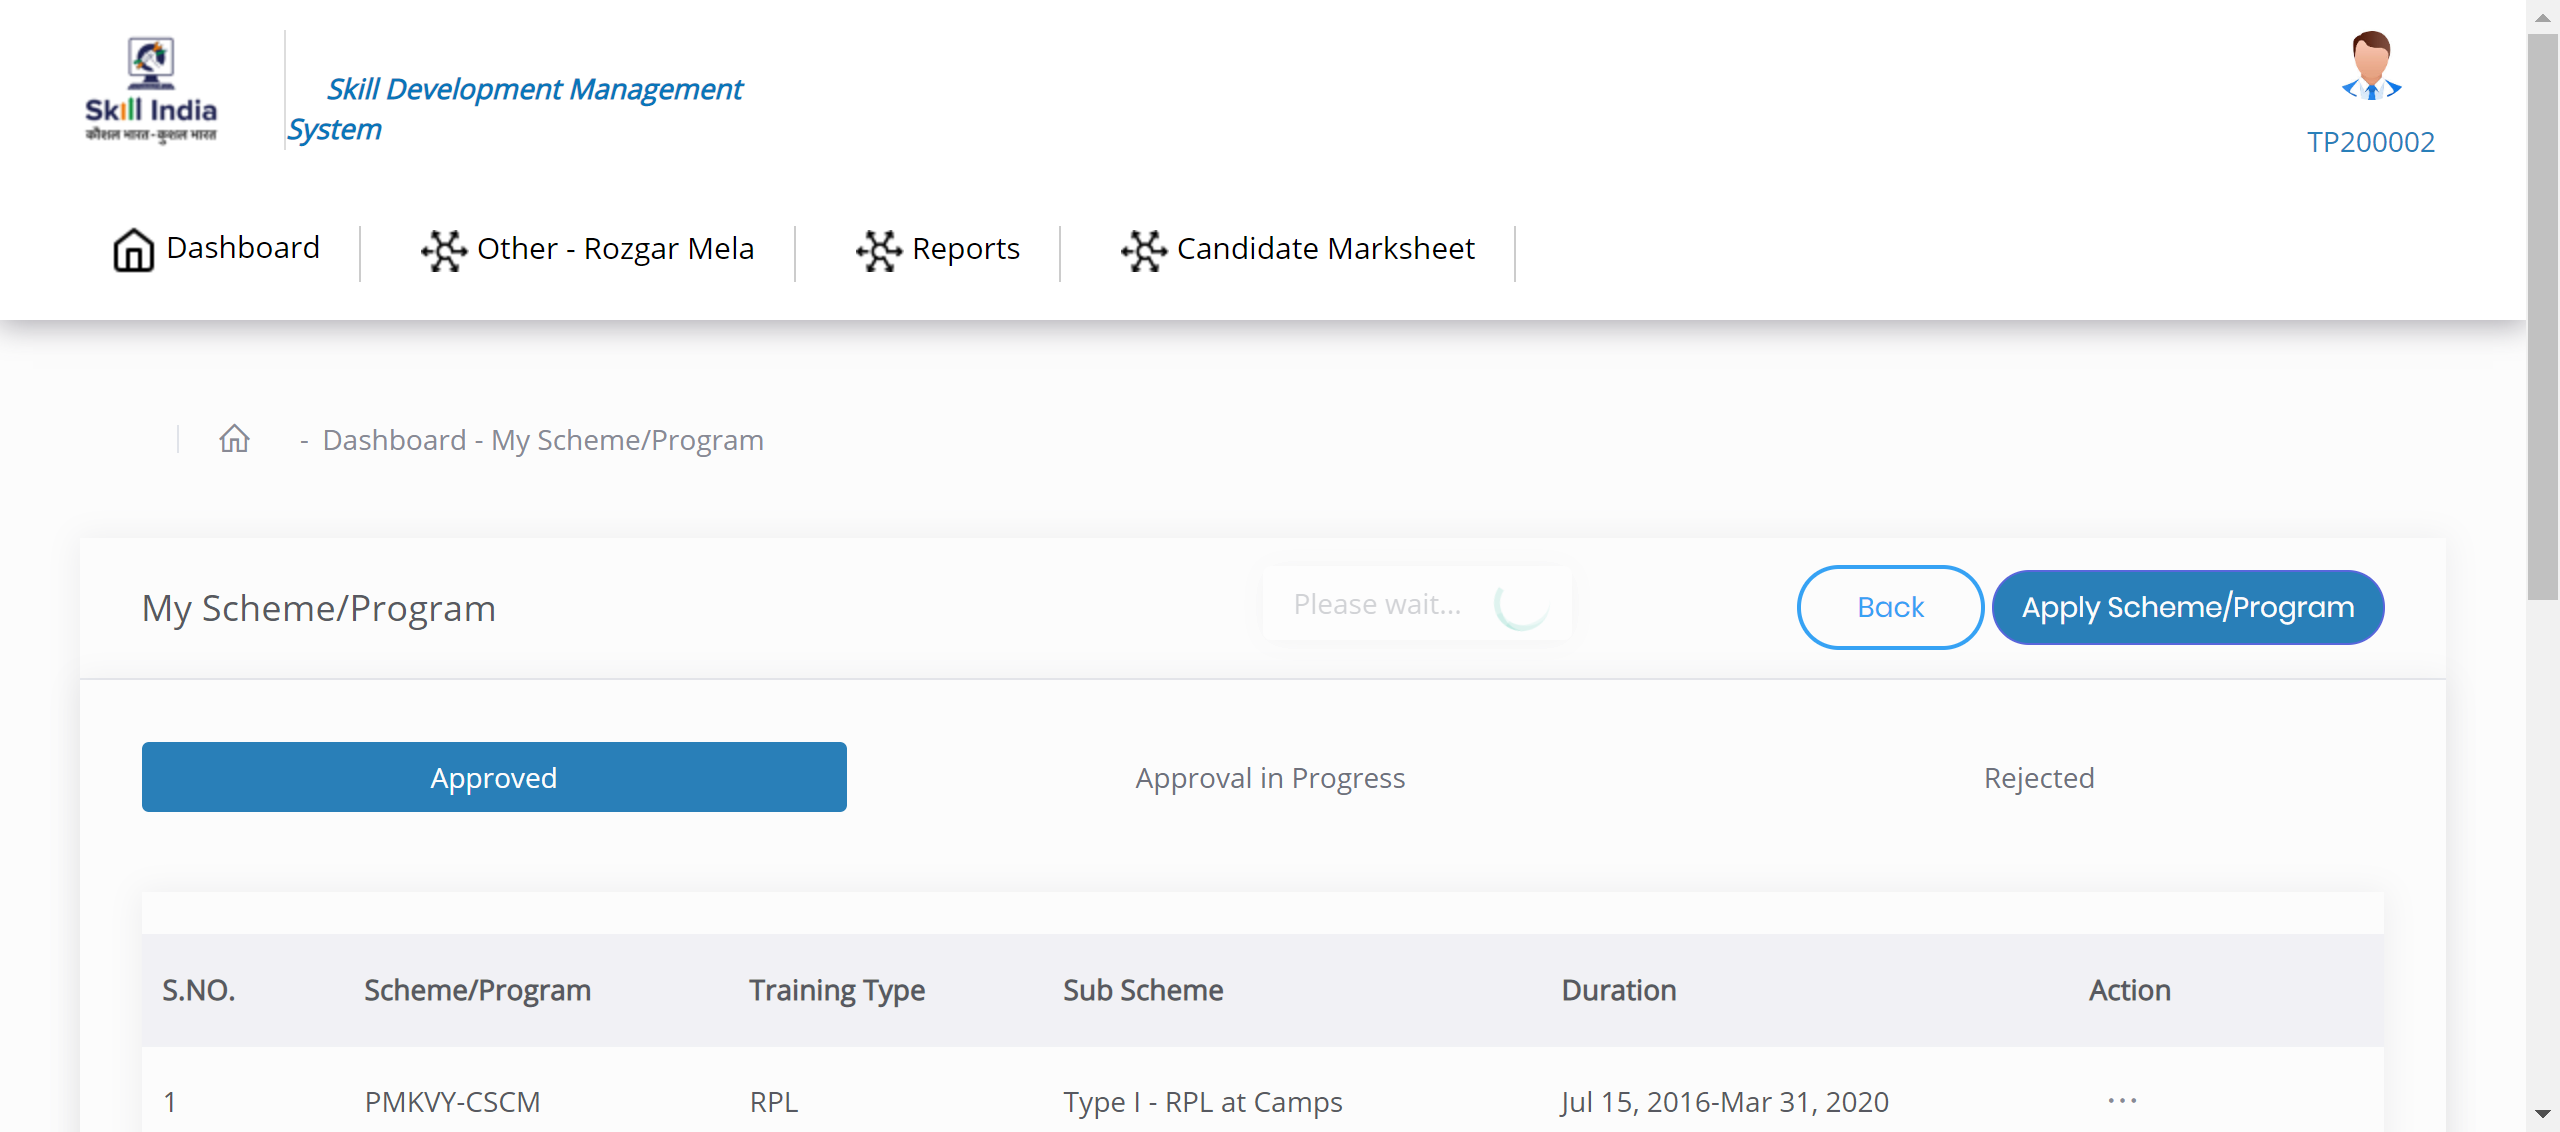 Skill India
कौशल भारत-कुशल भारत
Skill Development Management
System
TP200002
Dashboard
Other - Rozgar Mela
Reports
Candidate Marksheet
- Dashboard - My Scheme/Program
My Scheme/Program
Please wait...
Back
Apply Scheme/Program
Approved
Approval in Progress
Rejected
S.NO. Scheme/Program Training Type Sub Scheme Duration Action
1 PMKVY-CSCM RPL Type I - RPL at Camps Jul 15, 2016-Mar 31, 2020 ...